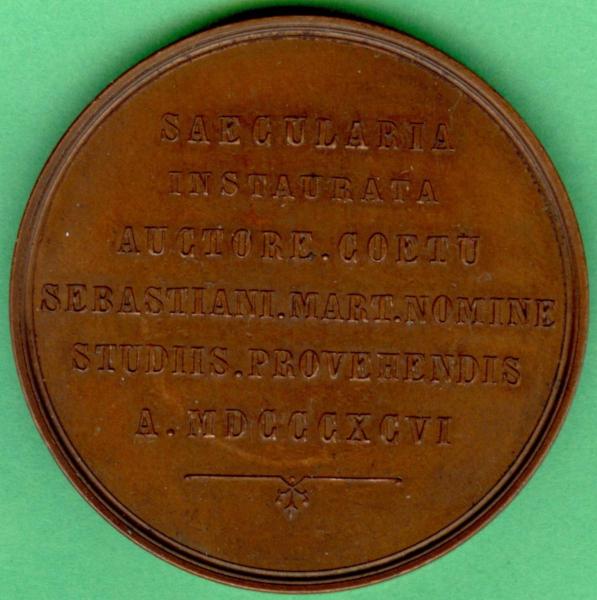 SAECULARIA
INSTAURATA
AUCTORE.COETU
SEBASTIANI.MART.NOMINE
STUDIIS.PROVEHENDIS
A.MDCCCXCVI